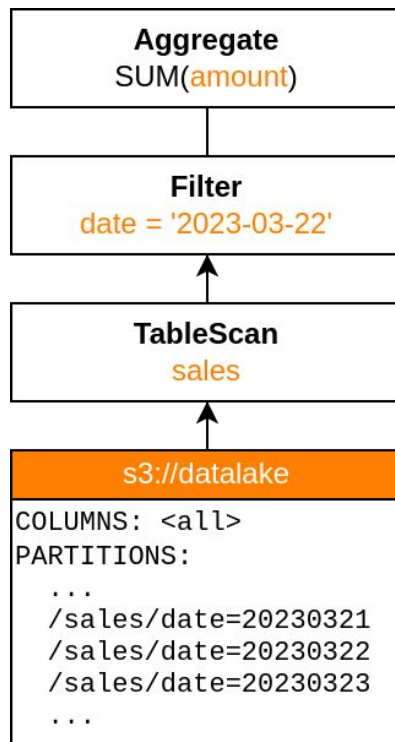 Aggregate
SUM(amount)
Filter
date = '2023-03-22'
TableScan
sales
s3://datalake
COLUMNS: <all>
PARTITIONS:
...
/sales/date=20230321
/sales/date=20230322
/sales/date=20230323
...